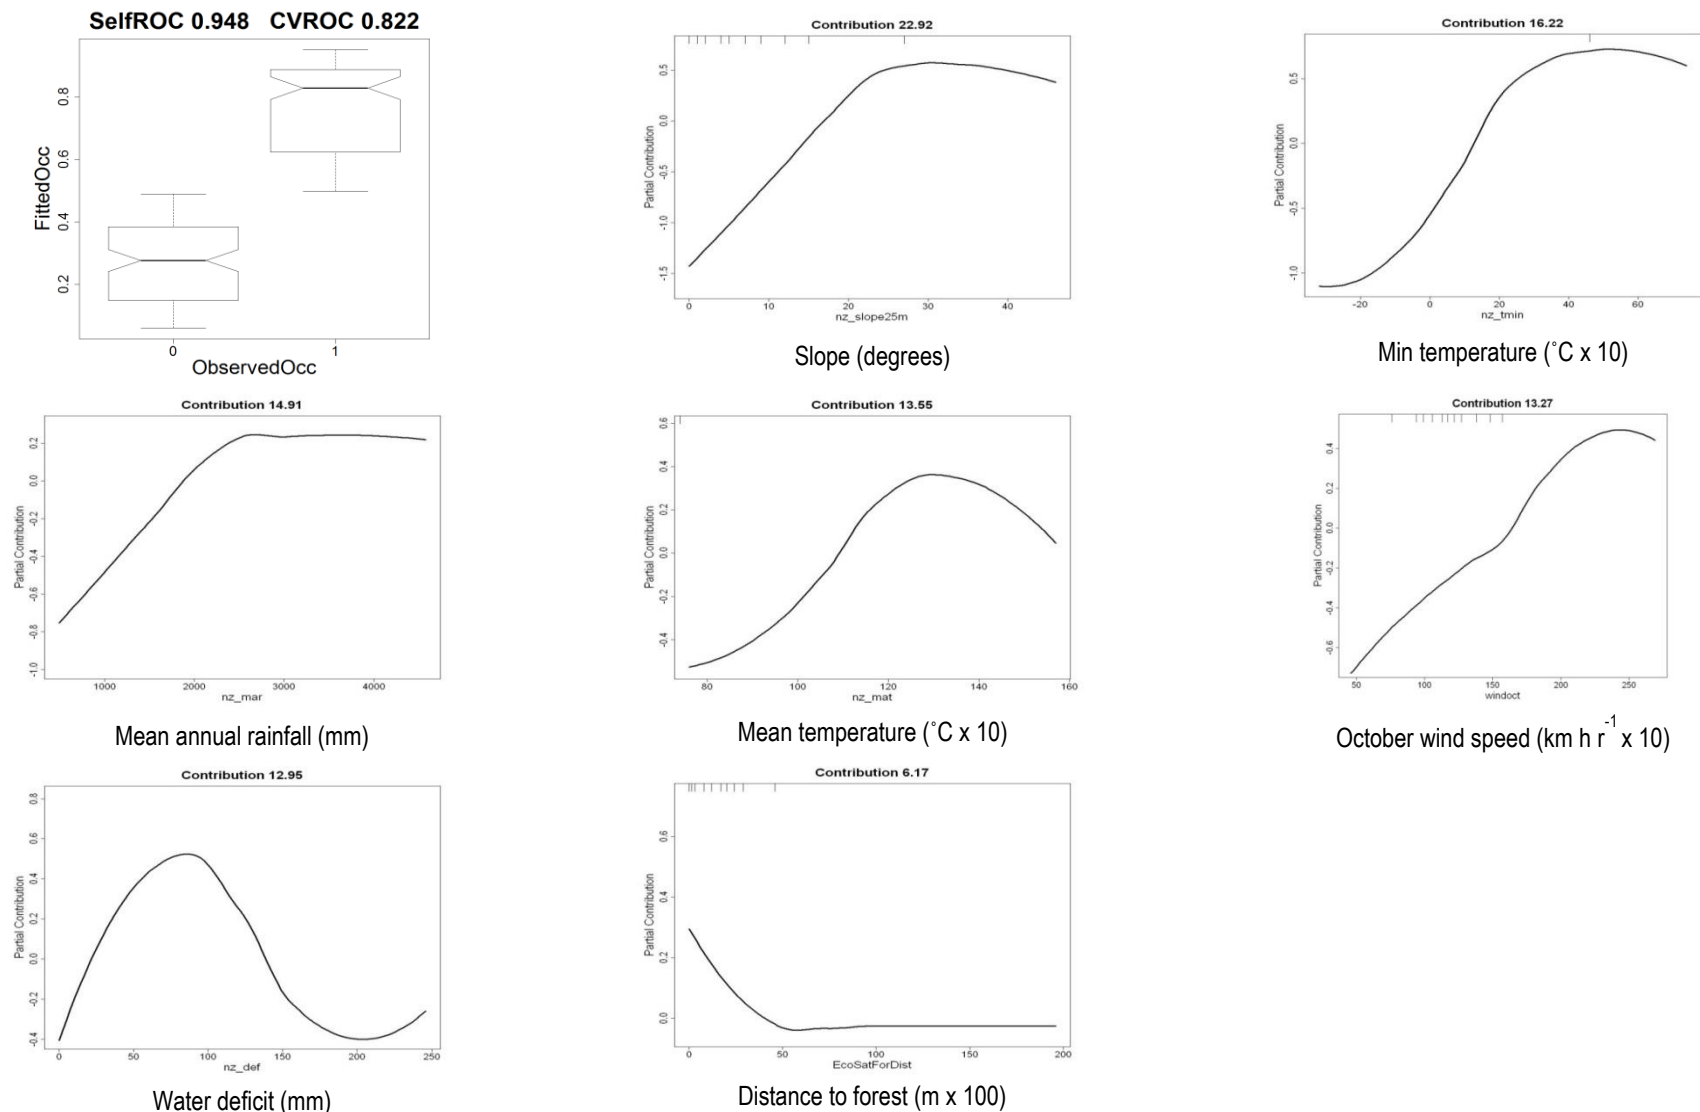 SelfROC 0.948 CVROC 0.822
FittedOcc
0.2 0.4 0.6 0.8
0 1
ObservedOcc
Contribution 22.92
Partial Contribution
-1.5 -1.0 -0.5 0.0 0.5
0 10 20 30 40
nz_slope25m
Slope (degrees)
Contribution 16.22
Partial Contribution
-1.0 -0.5 0.0 0.5
-20 0 20 40 60
nz_tmin
Min temperature (˚C x 10)
Contribution 14.91
Partial Contribution
-1.0 -0.8 -0.6 -0.4 -0.2 0.0 0.2
1000 2000 3000 4000
nz_mar
Mean annual rainfall (mm)
Contribution 13.55
Partial Contribution
-0.4 -0.2 0.0 0.2 0.4 0.6
80 100 120 140 160
nz_mat
Mean temperature (˚C x 10)
Contribution 13.27
Partial Contribution
-0.6 -0.4 -0.2 0.0 0.2 0.4
50 100 150 200 250
windoct
October wind speed (km h r-1 x 10)
Contribution 12.95
Partial Contribution
-0.4 -0.2 0.0 0.2 0.4 0.6 0.8
0 50 100 150 200 250
nz_def
Water deficit (mm)
Contribution 6.17
Partial Contribution
0.0 0.2 0.4 0.6
0 50 100 150 200
EcoSatForDist
Distance to forest (m x 100)